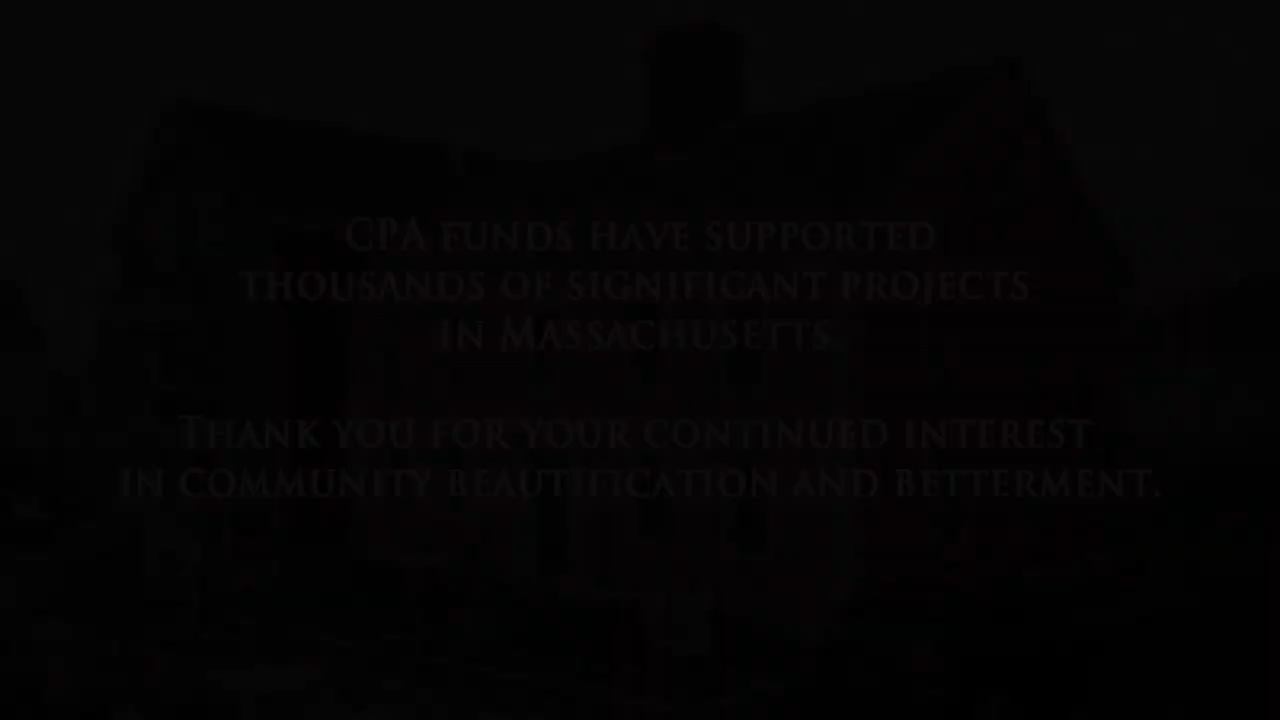 CPA funds have supported
thousands of significant projects
in Massachusetts.
Thank you for your continued interest
in community beautification and betterment.